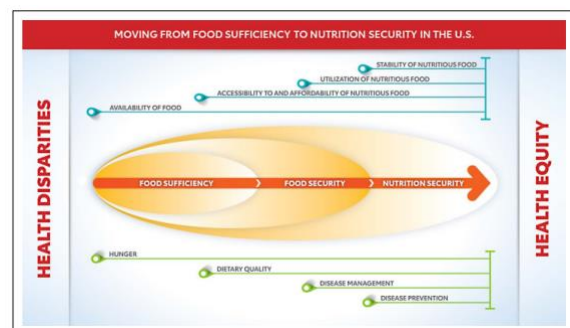 MOVING FROM FOOD SUFFICIENCY TO NUTRITION SECURITY IN THE U.S.
STABILITY OF NUTRITIOUS FOOD
UTILIZATION OF NUTRITIOUS FOOD
ACCESSIBILITY TO AND AFFORDABILITY OF NUTRITIOUS FOOD
AVAILABILITY OF FOOD
HEALTH DISPARITIES
FOOD SUFFICIENCY
FOOD SECURITY
NUTRITION SECURITY
HEALTH EQUITY
HUNGER
DIETARY QUALITY
DISEASE MANAGEMENT
DISEASE PREVENTION